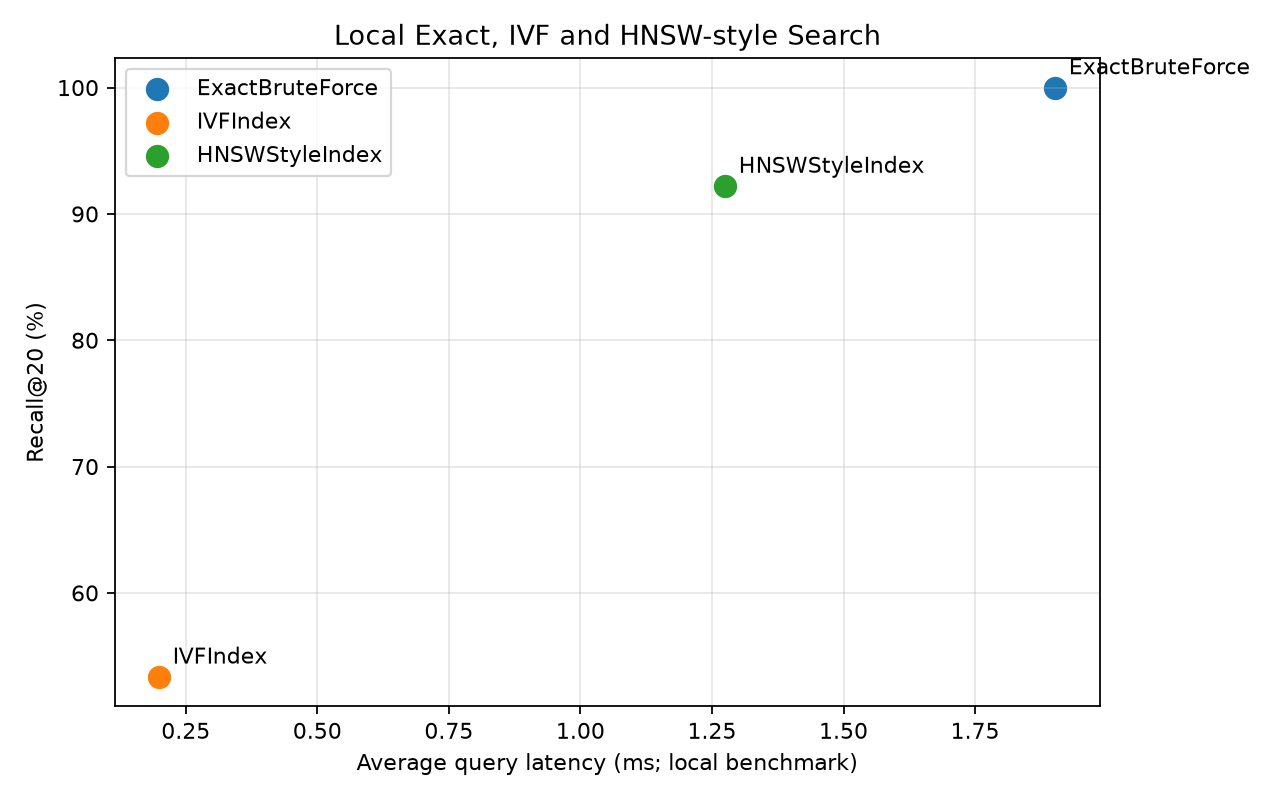 Local Exact, IVF and HNSW-style Search
ExactBruteForce
IVFIndex
HNSWStyleIndex
ExactBruteForce
HNSWStyleIndex
IVFIndex
100
90
80
70
60
Recall@20 (%)
0.25 0.50 0.75 1.00 1.25 1.50 1.75
Average query latency (ms; local benchmark)